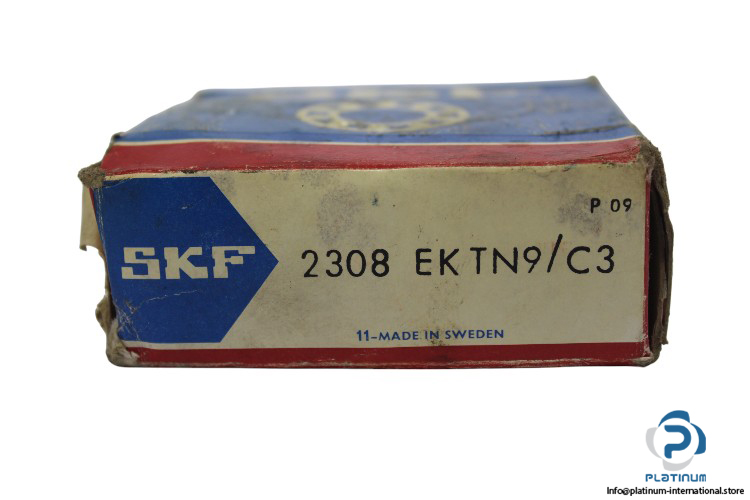 P 09
SKF 2308 EKTN9/C3
11-MADE IN SWEDEN
PLATINUM
Info@platinum-international.store